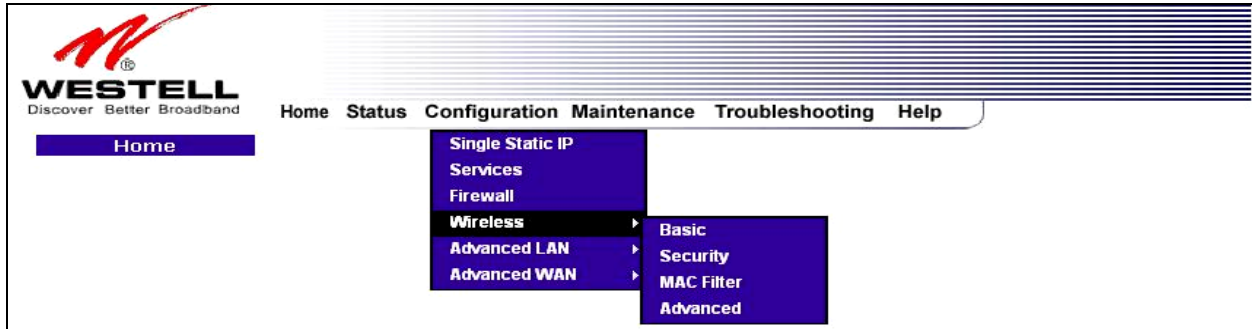 ®
WESTELL
Discover Better Broadband
Home Status Configuration Maintenance Troubleshooting Help
Home
Single Static IP
Services
Firewall
Wireless
Advanced LAN
Advanced WAN
Basic
Security
MAC Filter
Advanced